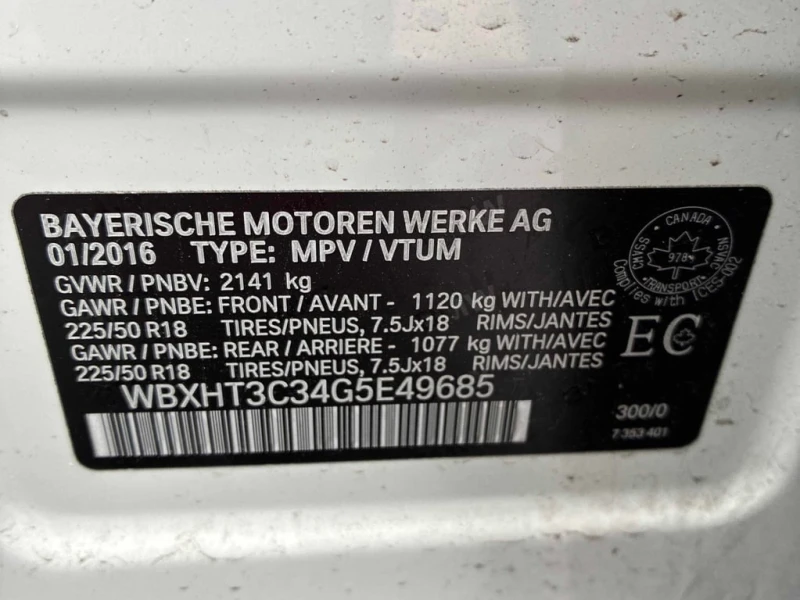 BAYERISCHE MOTOREN WERKE AG
01/2016 TYPE: MPV / VTUM
GVWR / PNBV: 2141 kg
GAWR / PNBE: FRONT / AVANT - 1120 kg WITH/AVEC
225/50 R18 TIRES/PNEUS, 7.5Jx18 RIMS/JANTES
GAWR / PNBE: REAR / ARRIERE - 1077 kg WITH/AVEC
225/50 R18 TIRES/PNEUS, 7.5Jx18 RIMS/JANTES
WBXHT3C34G5E49685
CANADA
CMVSS
978
NSVAC
TRANSPORT
Complies with ICES-002
EC
300/0
7 353 401